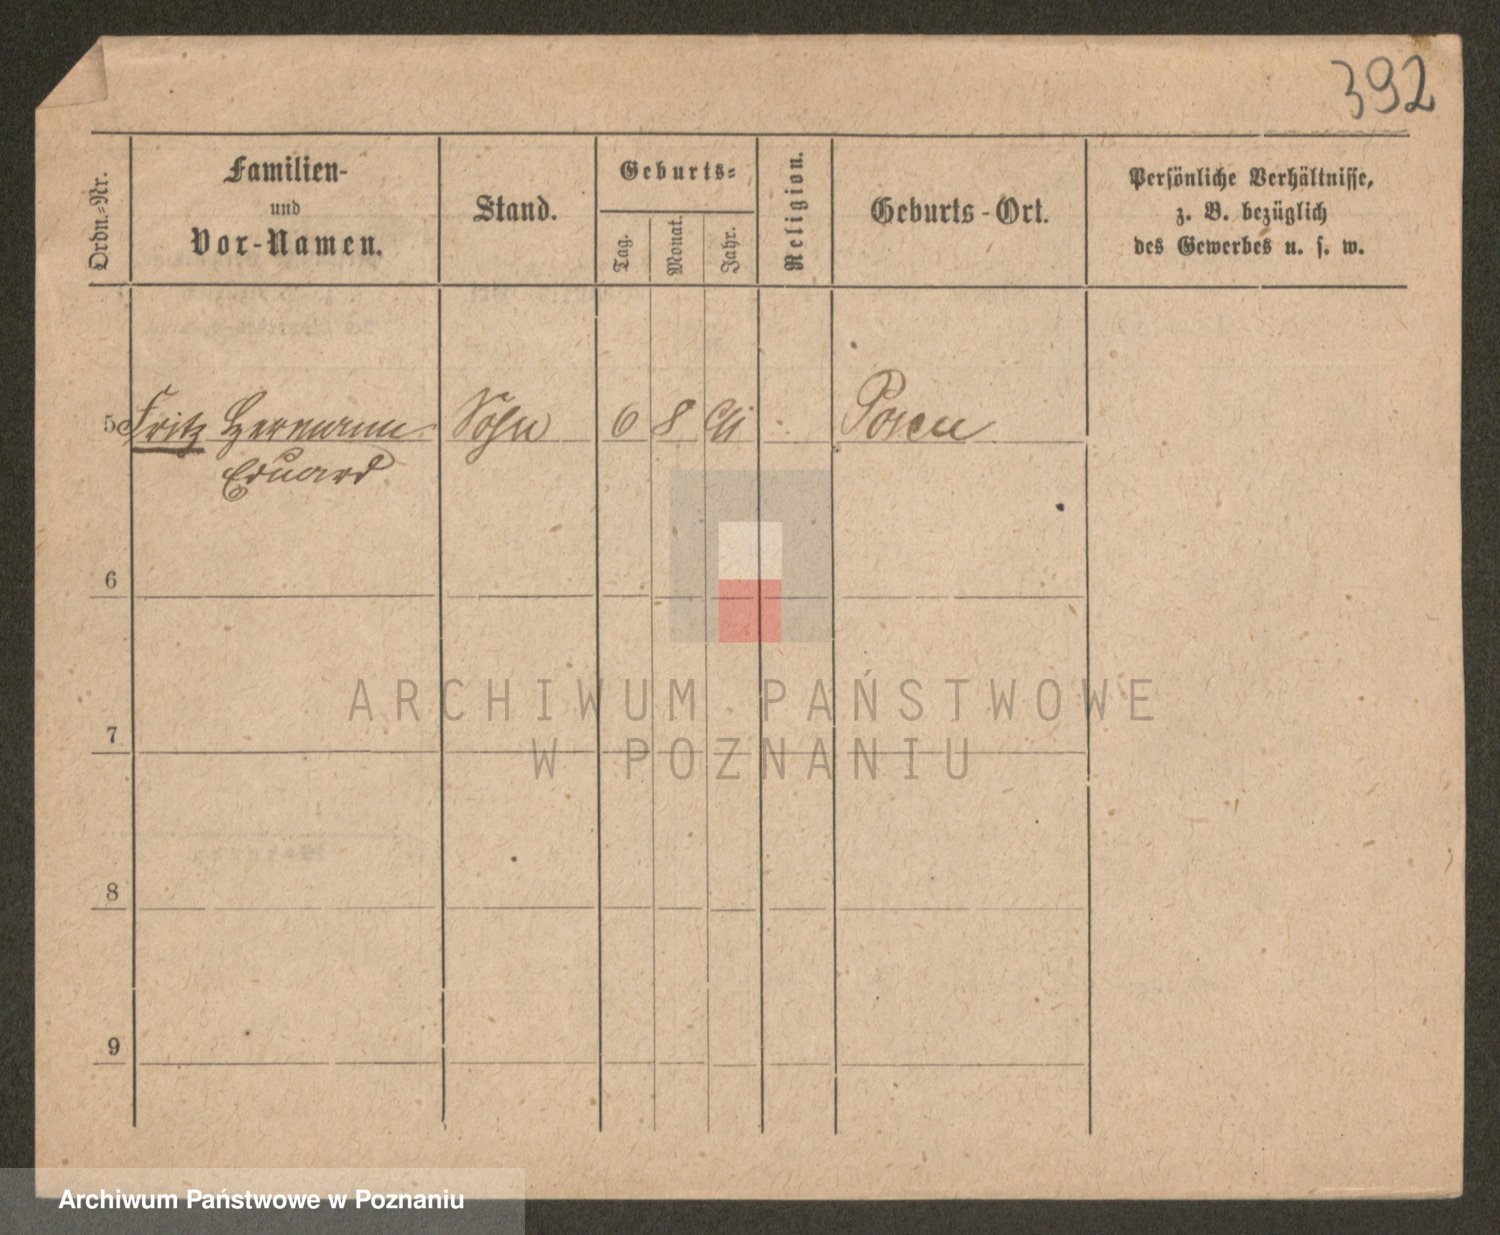 392
Ordn.-Nr.
Familien-
und
Vor-Namen.
Stand.
Geburts-
Tag.
Monat.
Jahr.
Religion.
Geburts-Ort.
Persönliche Verhältnisse,
z. B. bezüglich
des Gewerbes u. s. w.
5 Fritz Hermann Sohn 6 8 91 Posen
Eduard
6
7
8
9
ARCHIWUM PAŃSTWOWE
W POZNANIU
Archiwum Państwowe w Poznaniu